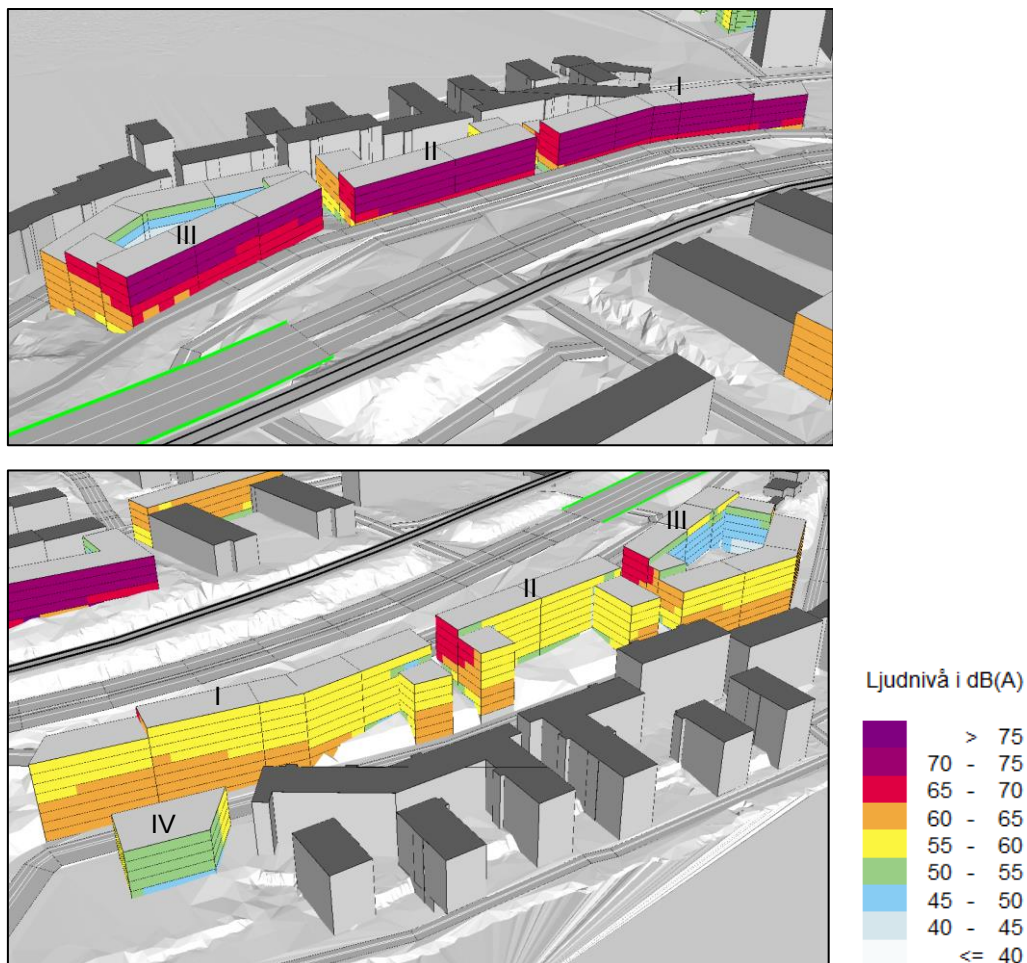 I
II
III
III
II
I
IV
Ljudnivå i dB(A)
> 75
70 - 75
65 - 70
60 - 65
55 - 60
50 - 55
45 - 50
40 - 45
<= 40